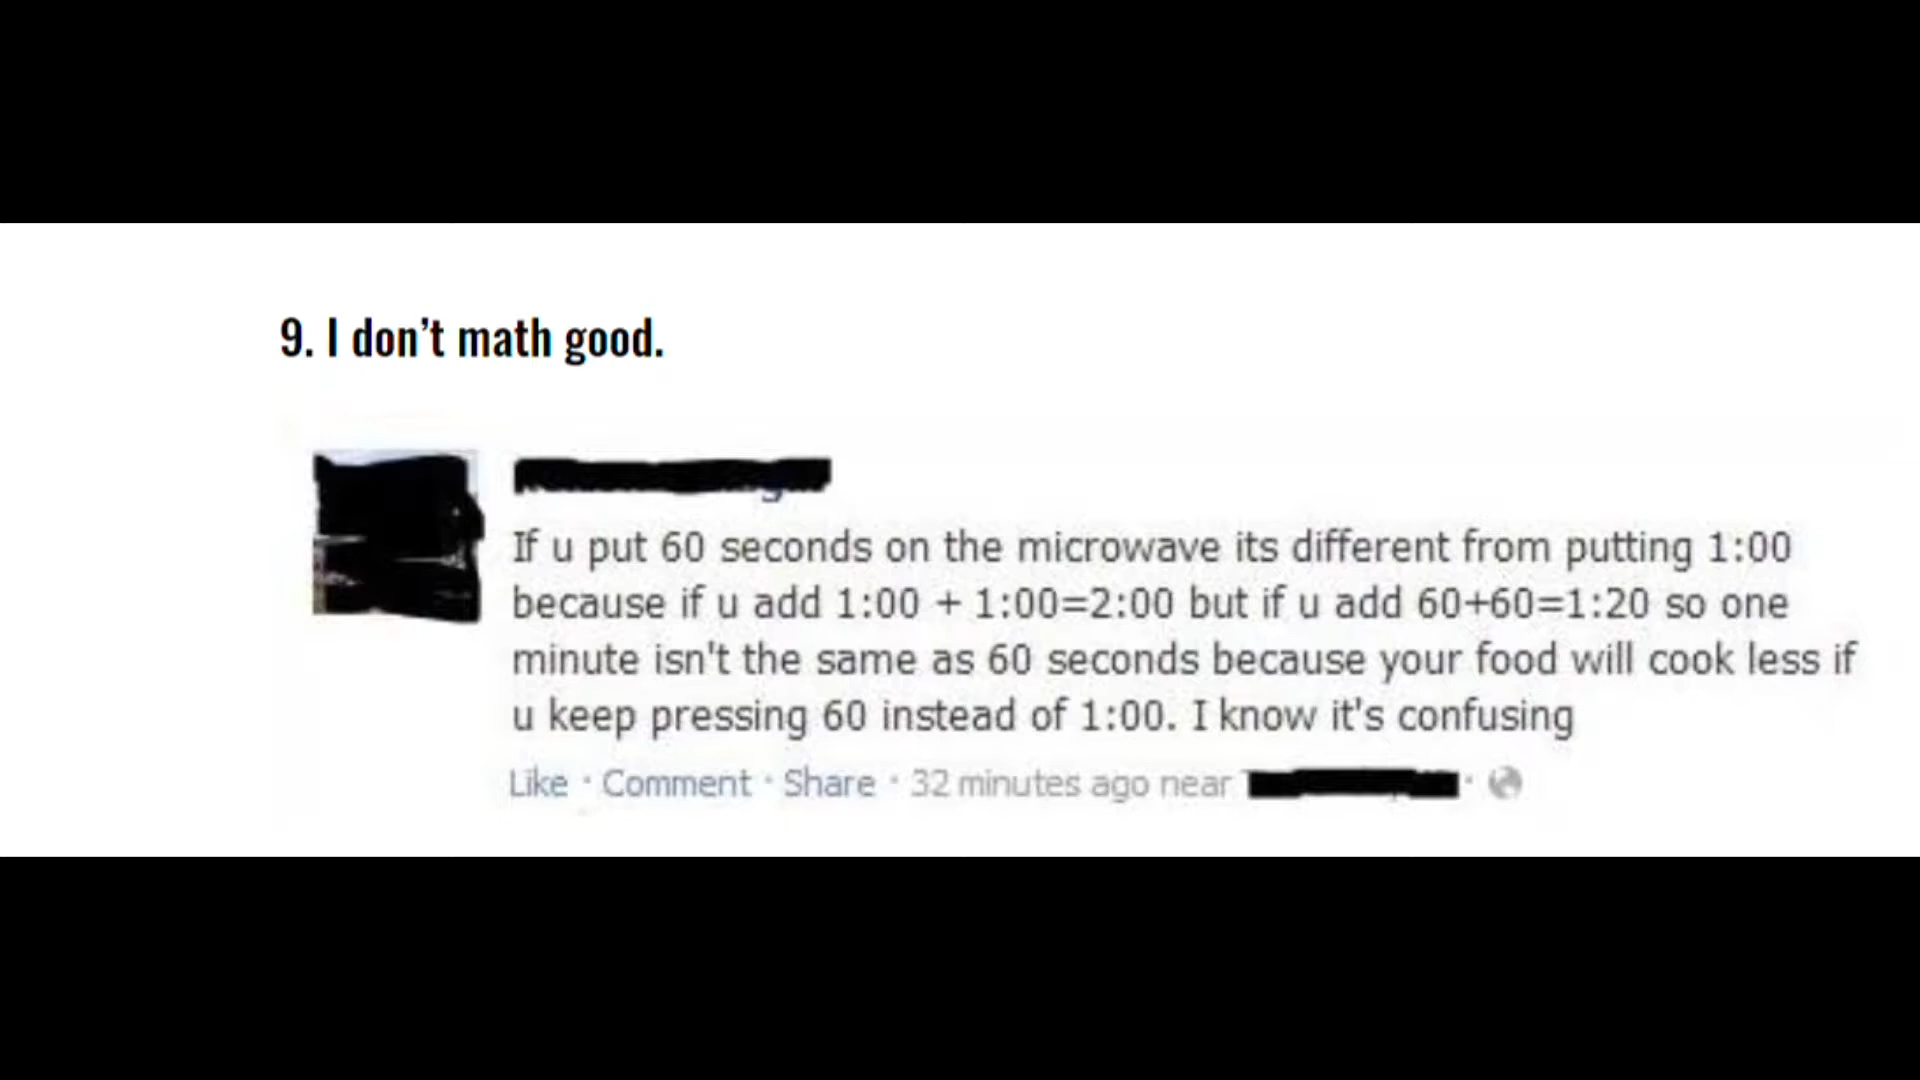 9. I don’t math good.
If u put 60 seconds on the microwave its different from putting 1:00
because if u add 1:00 + 1:00=2:00 but if u add 60+60=1:20 so one
minute isn't the same as 60 seconds because your food will cook less if
u keep pressing 60 instead of 1:00. I know it's confusing
Like · Comment · Share · 32 minutes ago near ·